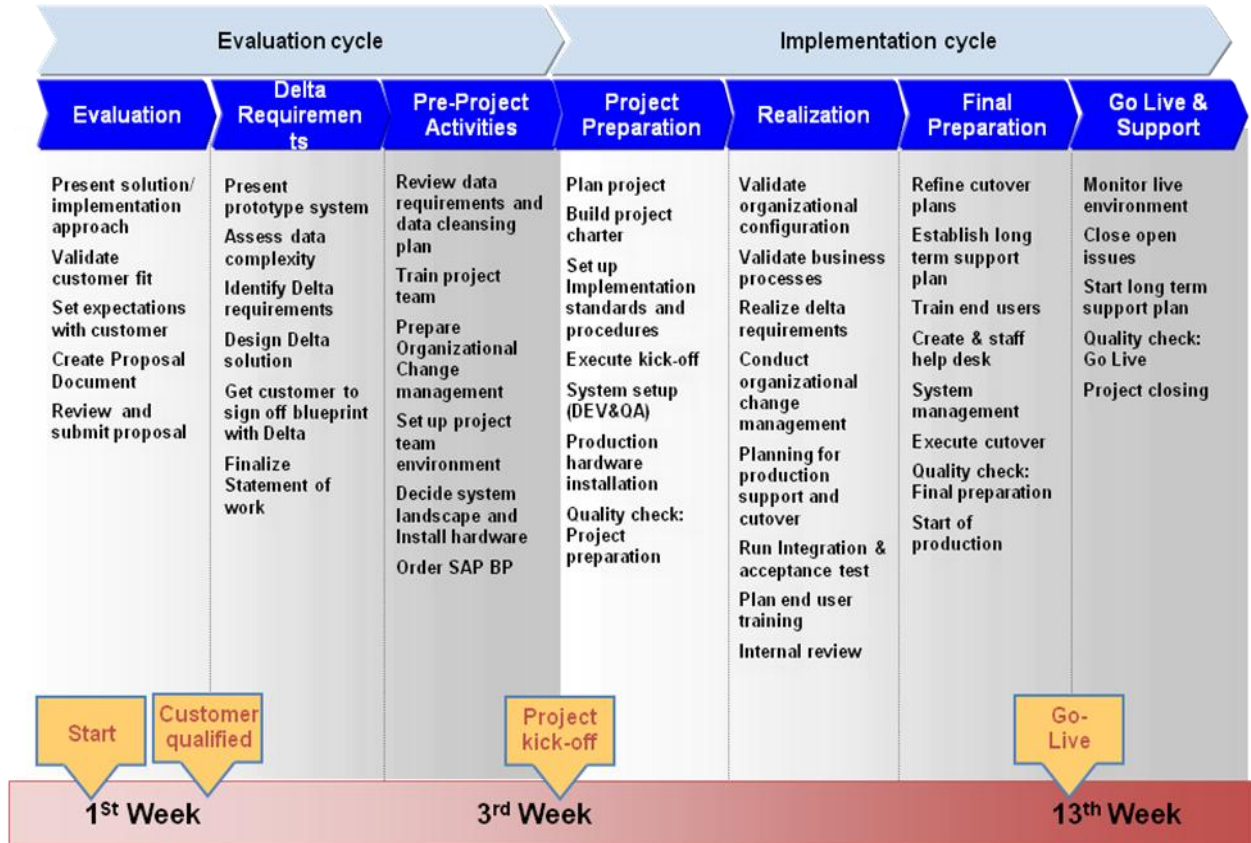 Evaluation cycle
Implementation cycle
Evaluation
Delta
Requiremen
ts
Pre-Project
Activities
Project
Preparation
Realization
Final
Preparation
Go Live &
Support
Present solution/
implementation
approach
Validate
customer fit
Set expectations
with customer
Create Proposal
Document
Review and
submit proposal
Present
prototype system
Assess data
complexity
Identify Delta
requirements
Design Delta
solution
Get customer to
sign off blueprint
with Delta
Finalize
Statement of
work
Review data
requirements and
data cleansing
plan
Train project
team
Prepare
Organizational
Change
management
Set up project
team
environment
Decide system
landscape and
Install hardware
Order SAP BP
Plan project
Build project
charter
Set up
Implementation
standards and
procedures
Execute kick-off
System setup
(DEV&QA)
Production
hardware
installation
Quality check:
Project
preparation
Validate
organizational
configuration
Validate business
processes
Realize delta
requirements
Conduct
organizational
change
management
Planning for
production
support and
cutover
Run Integration &
acceptance test
Plan end user
training
Internal review
Refine cutover
plans
Establish long
term support
plan
Train end users
Create & staff
help desk
System
management
Execute cutover
Quality check:
Final preparation
Start of
production
Monitor live
environment
Close open
issues
Start long term
support plan
Quality check:
Go Live
Project closing
Start
Customer
qualified
Project
kick-off
Go-
Live
1St Week
3rd Week
13th Week